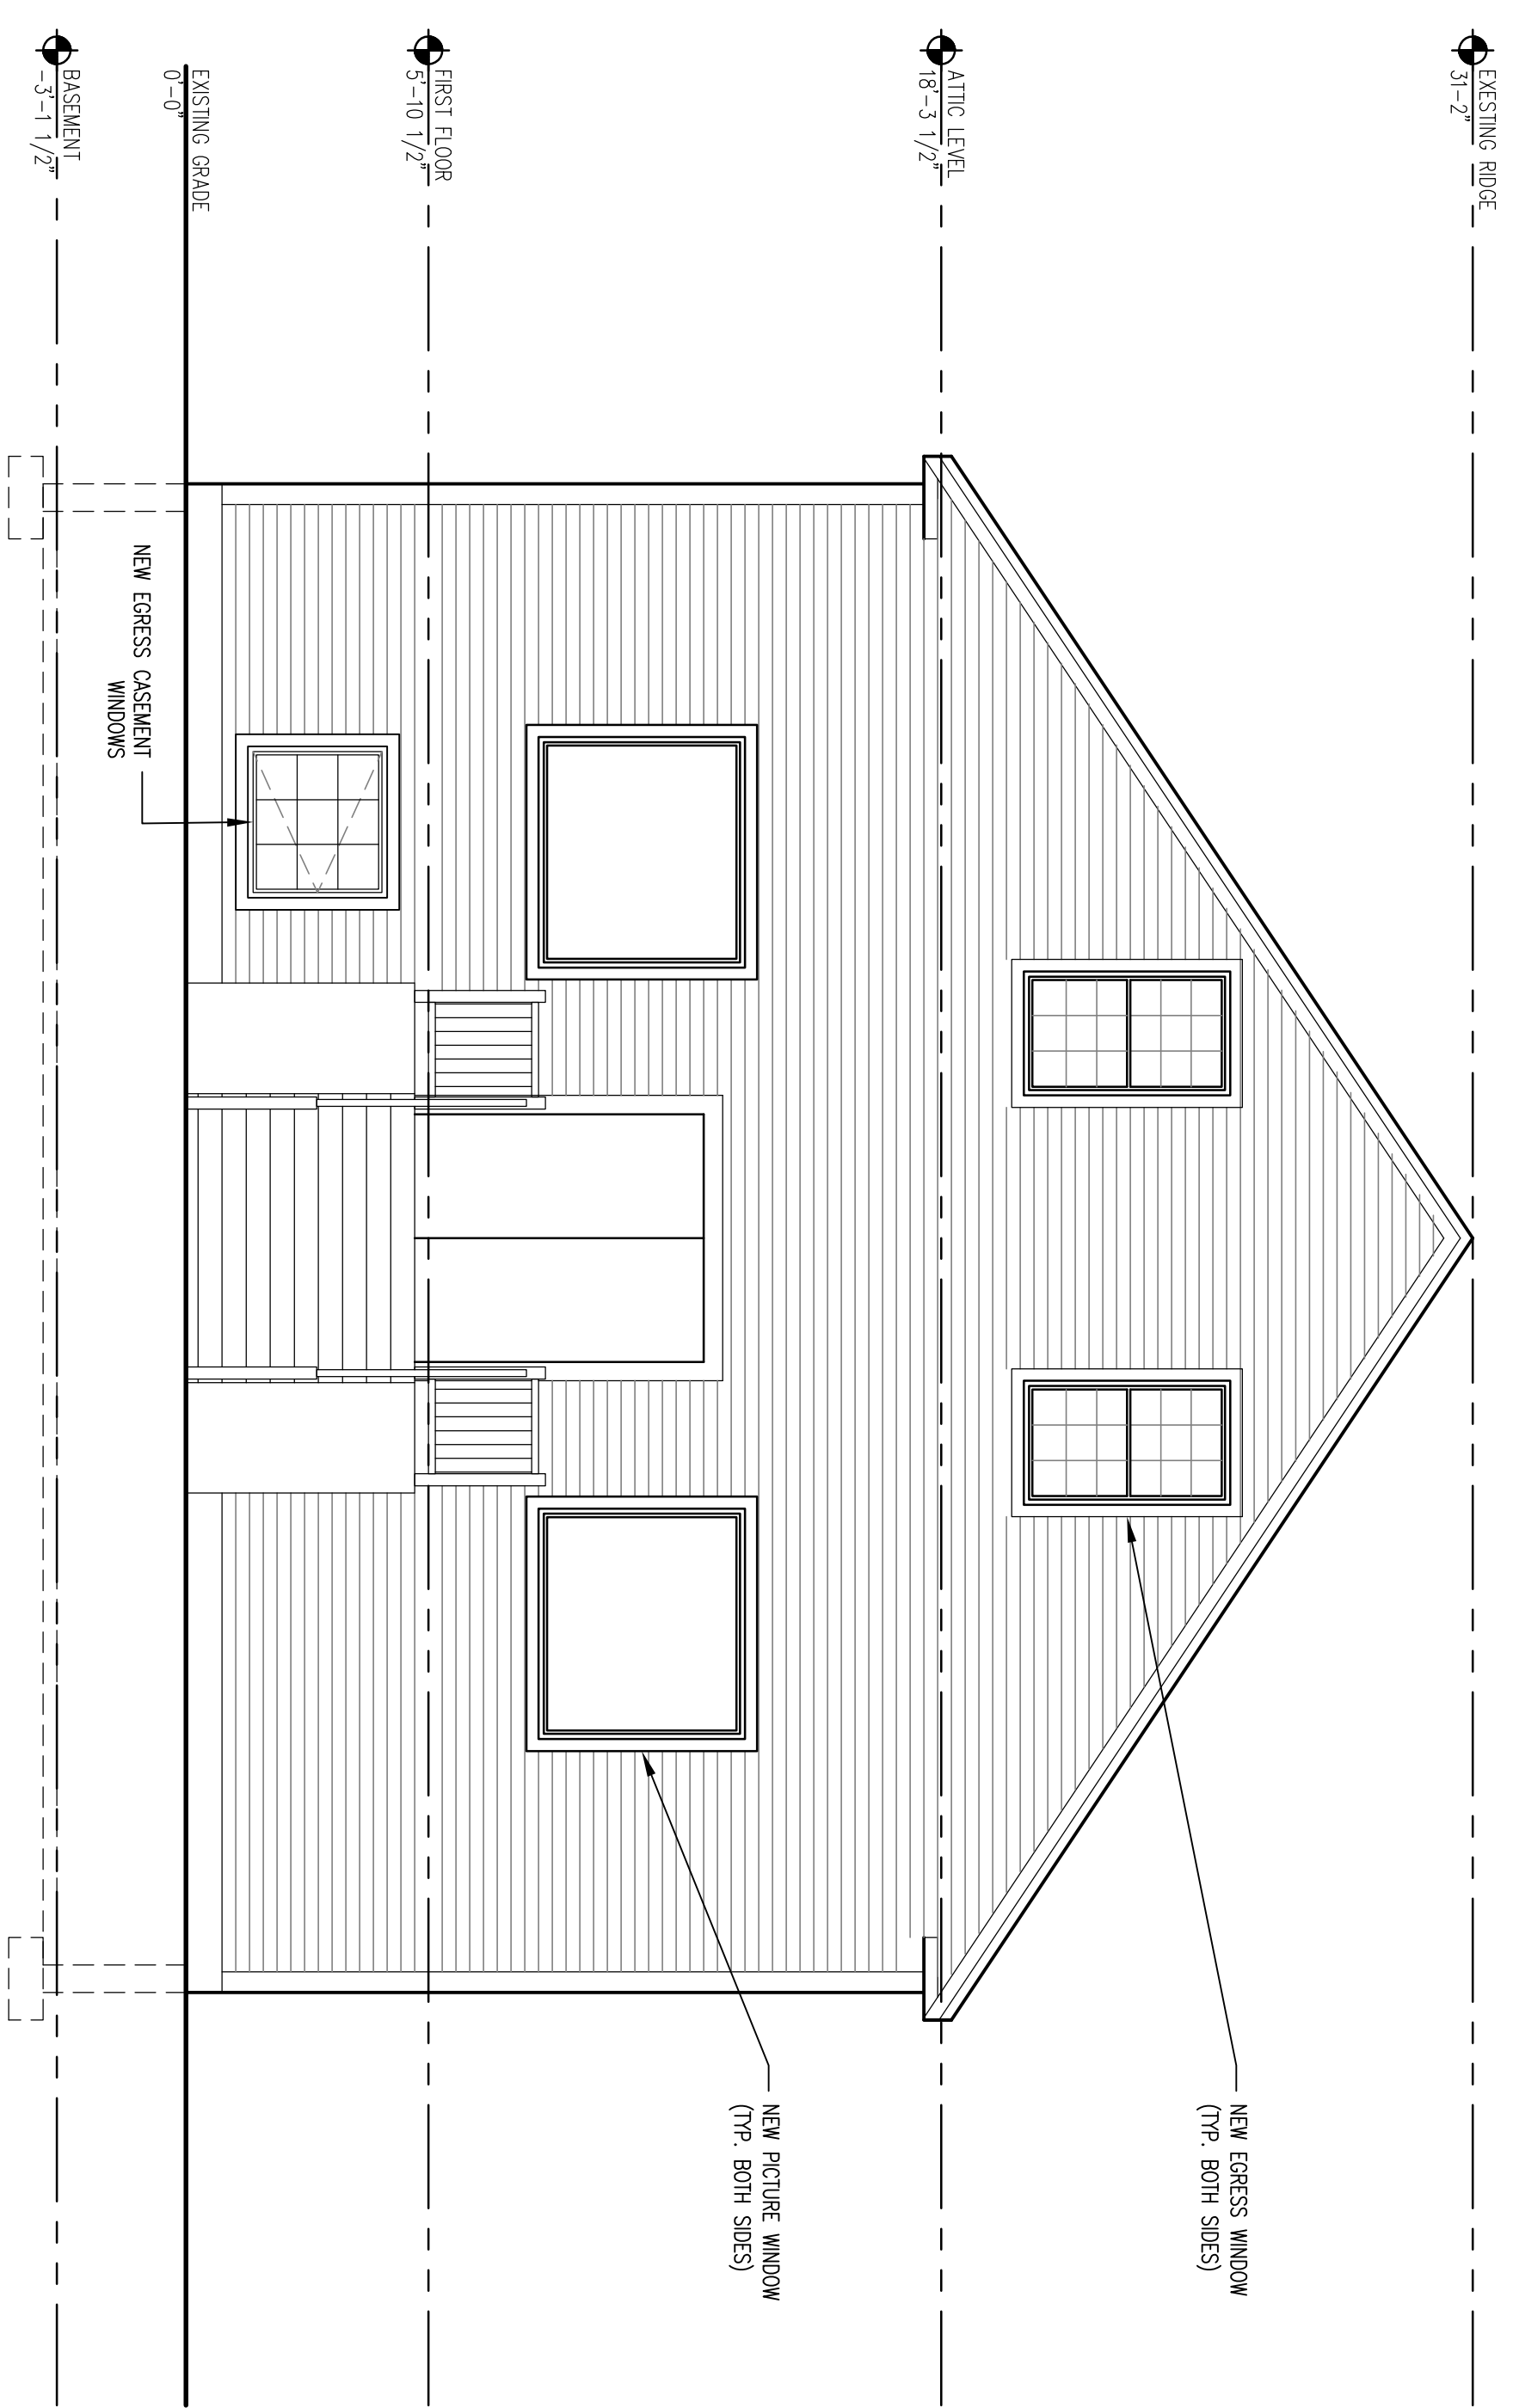 EXESTING RIDGE
31-2"
ATTIC LEVEL
18'-3 1/2"
FIRST FLOOR
5'-10 1/2"
EXISTING GRADE
0'-0"
BASEMENT
-3'-1 1/2"
NEW EGRESS WINDOW
(TYP. BOTH SIDES)
NEW PICTURE WINDOW
(TYP. BOTH SIDES)
NEW EGRESS CASEMENT
WINDOWS